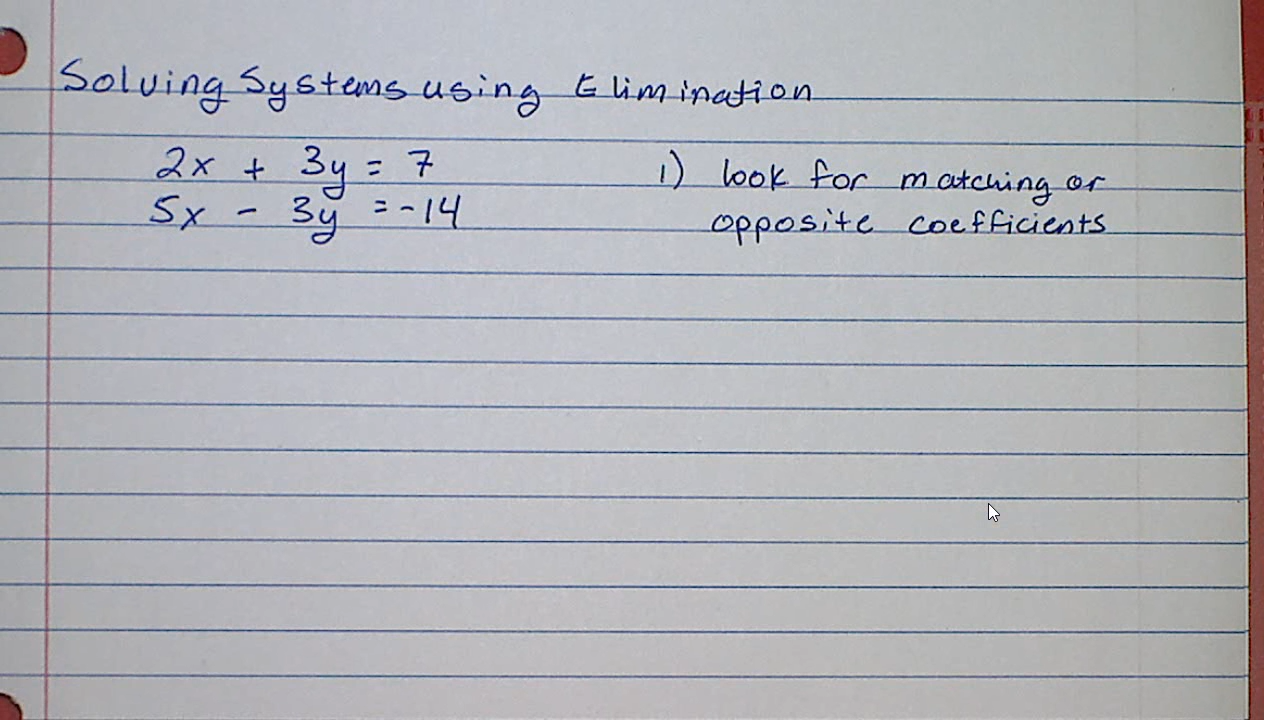 Solving Systems using Elimination
2x + 3y = 7
5x - 3y = -14
1) look for matching or
opposite coefficients